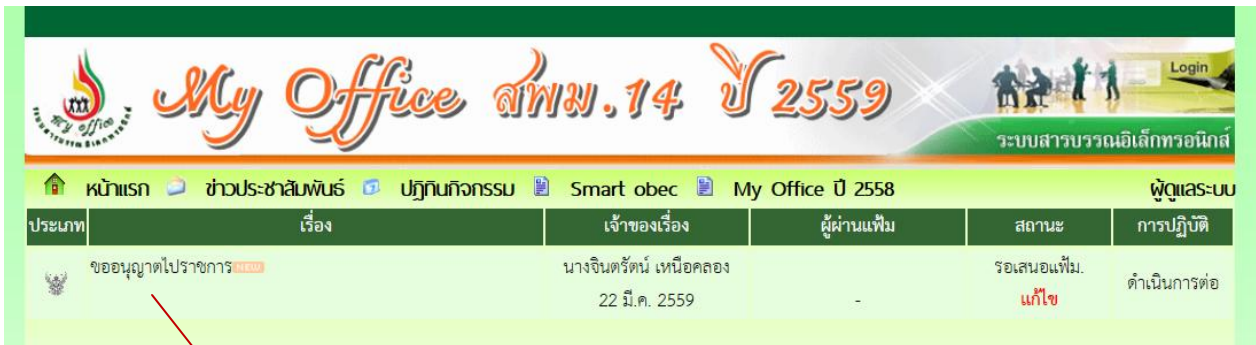 My Office สพม.14 ปี 2559
My office
Login
ระบบสารบรรณอิเล็กทรอนิกส์
หน้าแรก ข่าวประชาสัมพันธ์ ปฏิทินกิจกรรม Smart obec My Office ปี 2558 ผู้ดูแลระบบ
ประเภท เรื่อง เจ้าของเรื่อง ผู้ผ่านแฟ้ม สถานะ การปฏิบัติ
ขออนุญาตไปราชการ NEW นางจินตรัตน์ เหนือคลอง รอเสนอแฟ้ม. ดำเนินการต่อ
22 มี.ค. 2559 - แก้ไข